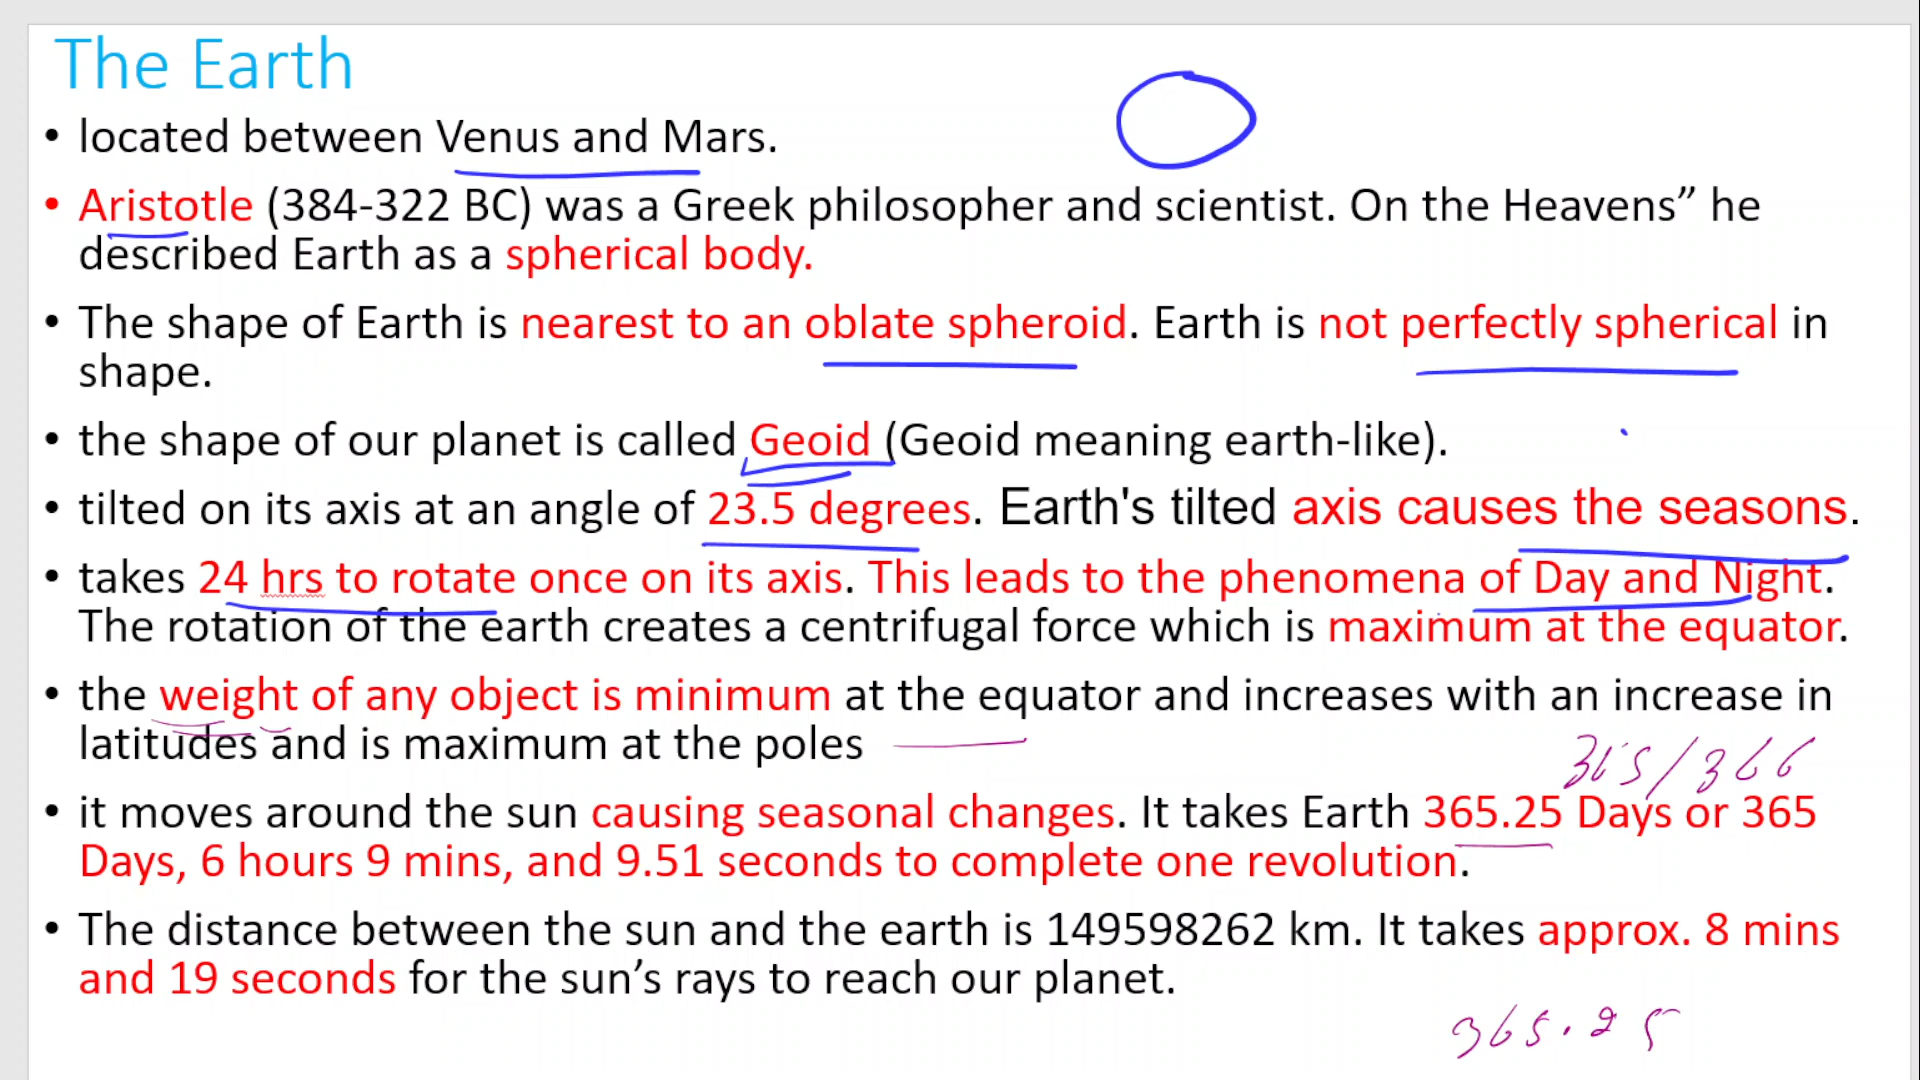 The Earth
• located between Venus and Mars.
• Aristotle (384-322 BC) was a Greek philosopher and scientist. On the Heavens” he
described Earth as a spherical body.
• The shape of Earth is nearest to an oblate spheroid. Earth is not perfectly spherical in
shape.
• the shape of our planet is called Geoid (Geoid meaning earth-like).
• tilted on its axis at an angle of 23.5 degrees. Earth's tilted axis causes the seasons.
• takes 24 hrs to rotate once on its axis. This leads to the phenomena of Day and Night.
The rotation of the earth creates a centrifugal force which is maximum at the equator.
• the weight of any object is minimum at the equator and increases with an increase in
latitudes and is maximum at the poles
365/366
• it moves around the sun causing seasonal changes. It takes Earth 365.25 Days or 365
Days, 6 hours 9 mins, and 9.51 seconds to complete one revolution.
• The distance between the sun and the earth is 149598262 km. It takes approx. 8 mins
and 19 seconds for the sun’s rays to reach our planet.
365.25